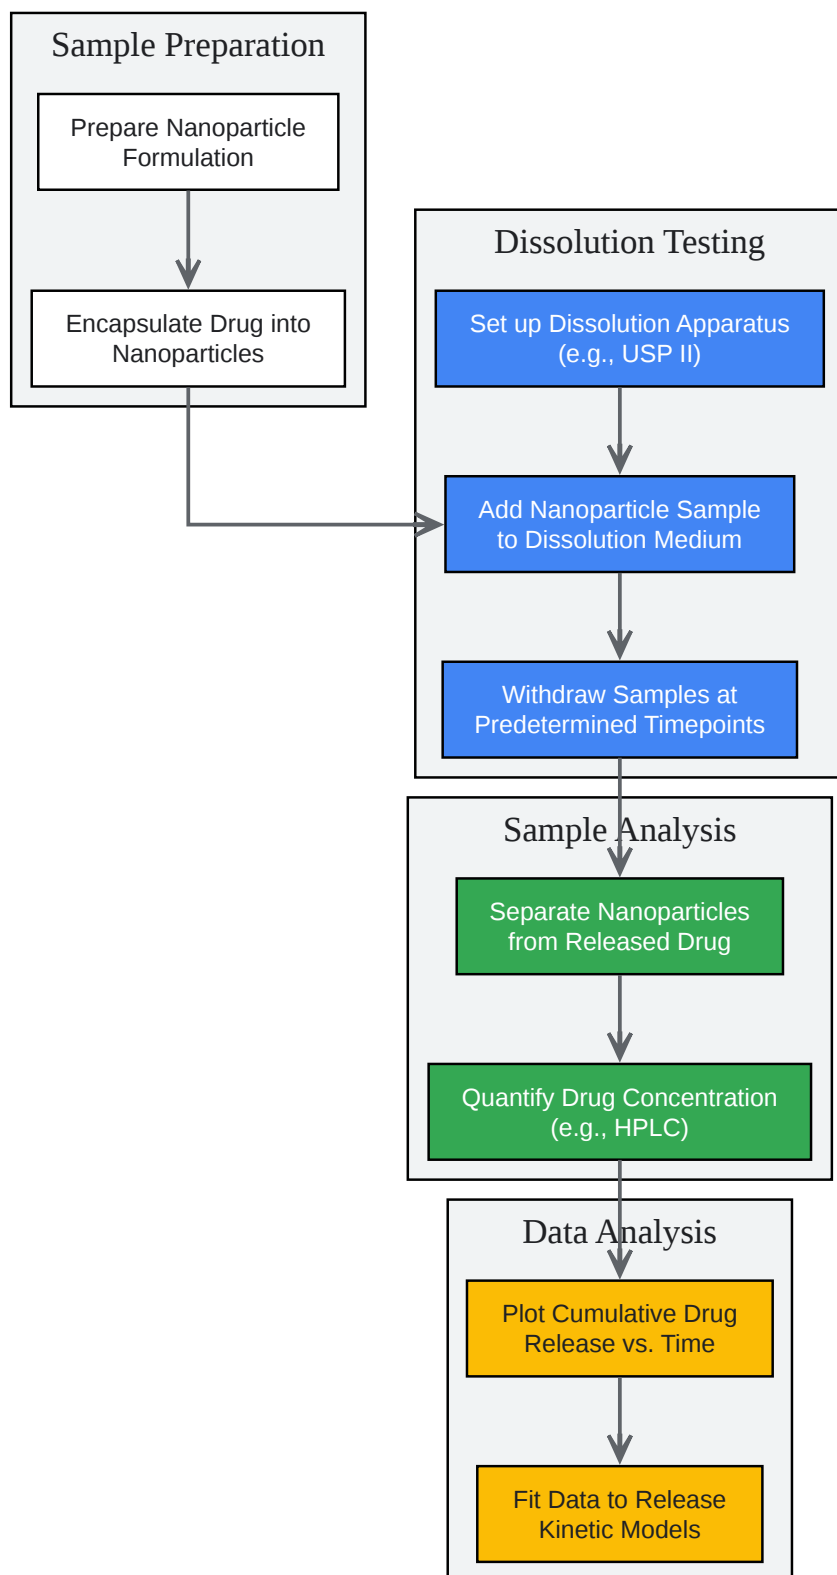 Sample Preparation
Prepare Nanoparticle
Formulation
Encapsulate Drug into
Nanoparticles
Dissolution Testing
Set up Dissolution Apparatus
(e.g., USP II)
Add Nanoparticle Sample
to Dissolution Medium
Withdraw Samples at
Predetermined Timepoints
Sample Analysis
Separate Nanoparticles
from Released Drug
Quantify Drug Concentration
(e.g., HPLC)
Data Analysis
Plot Cumulative Drug
Release vs. Time
Fit Data to Release
Kinetic Models